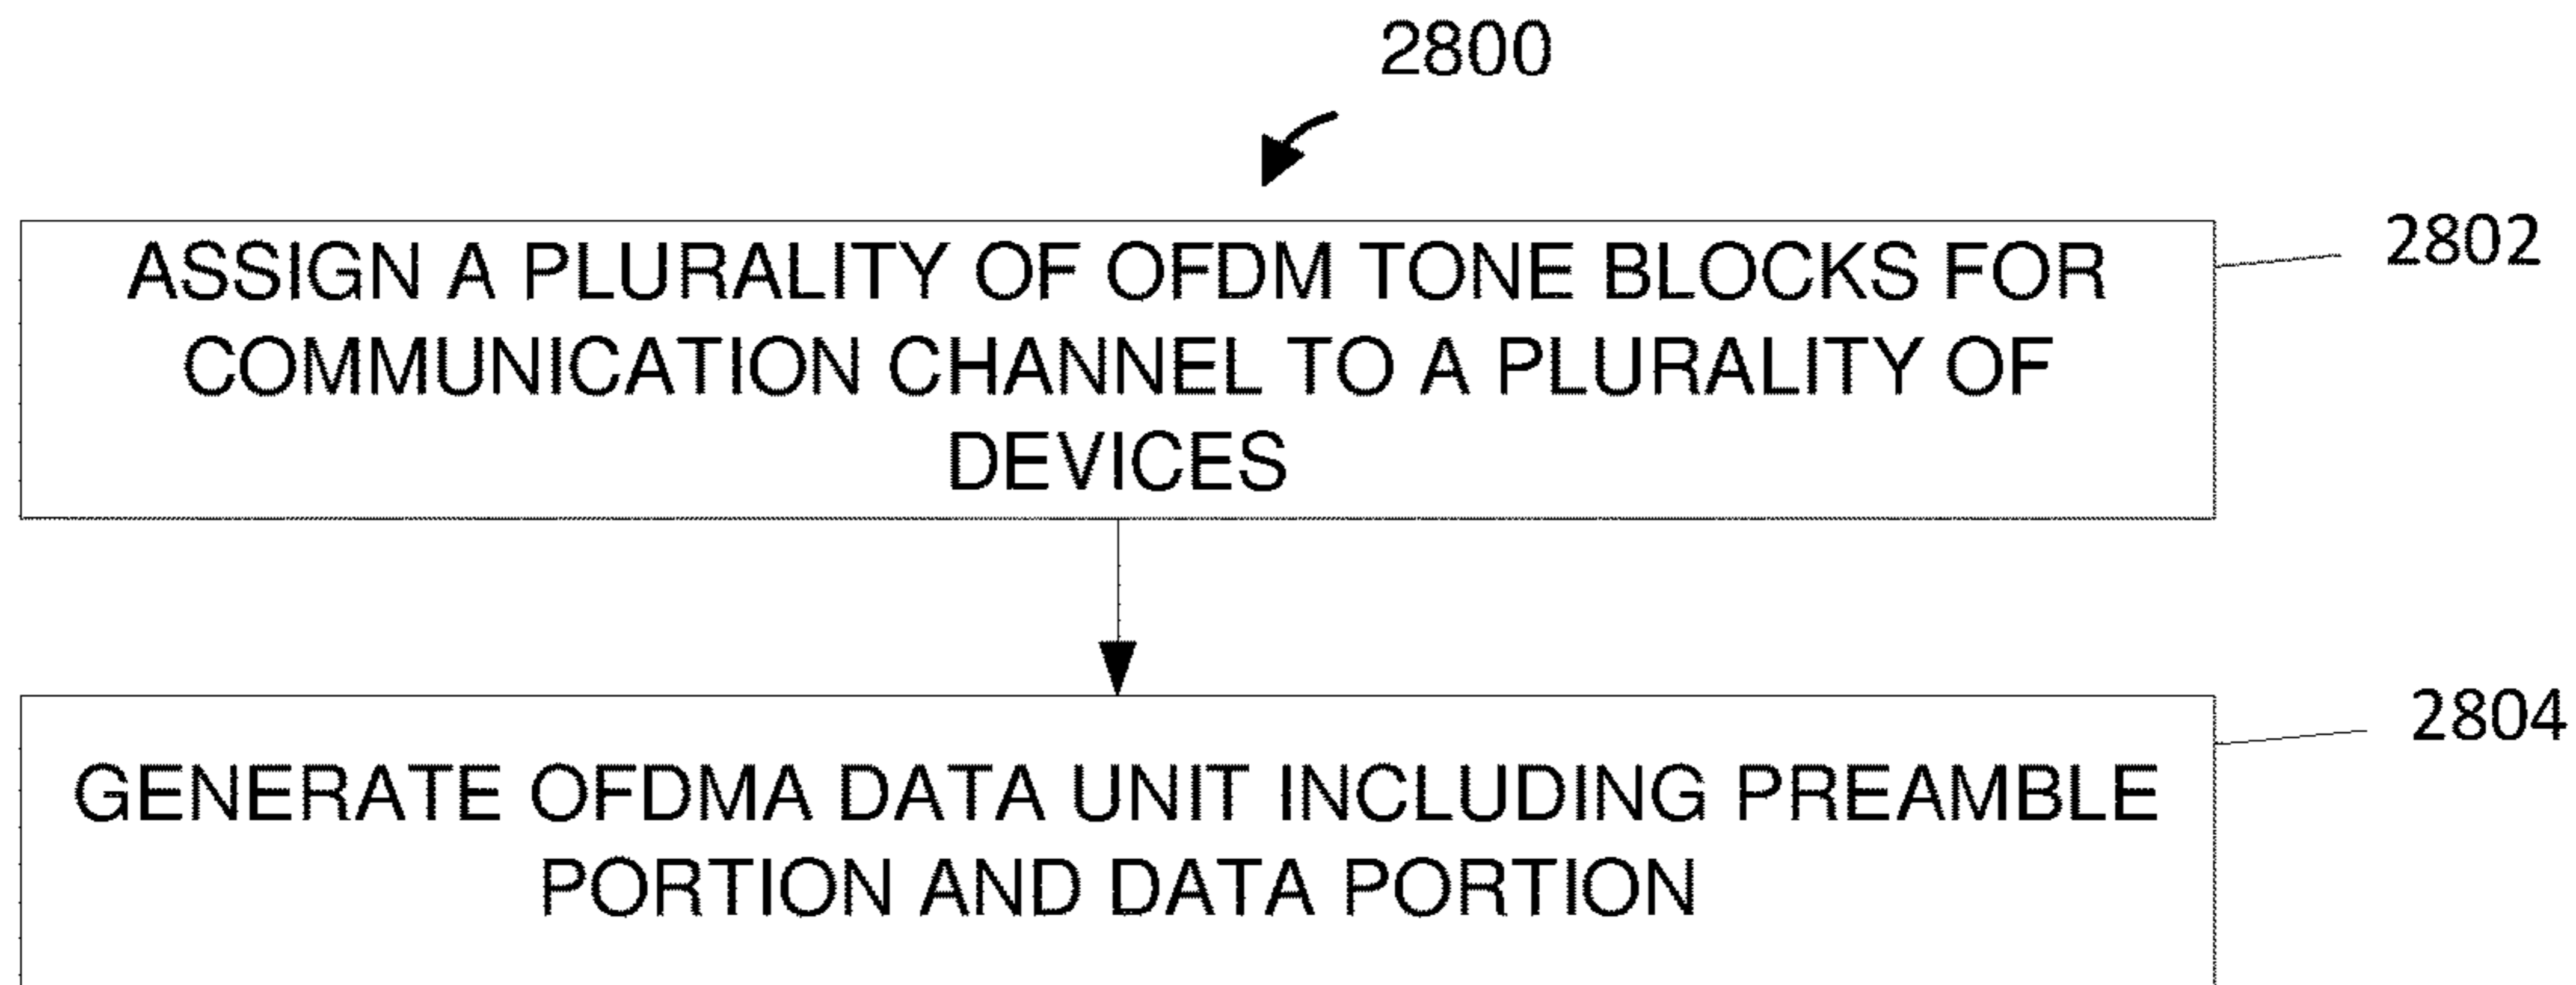 2800
ASSIGN A PLURALITY OF OFDM TONE BLOCKS FOR
COMMUNICATION CHANNEL TO A PLURALITY OF
DEVICES
2802
GENERATE OFDMA DATA UNIT INCLUDING PREAMBLE
PORTION AND DATA PORTION
2804